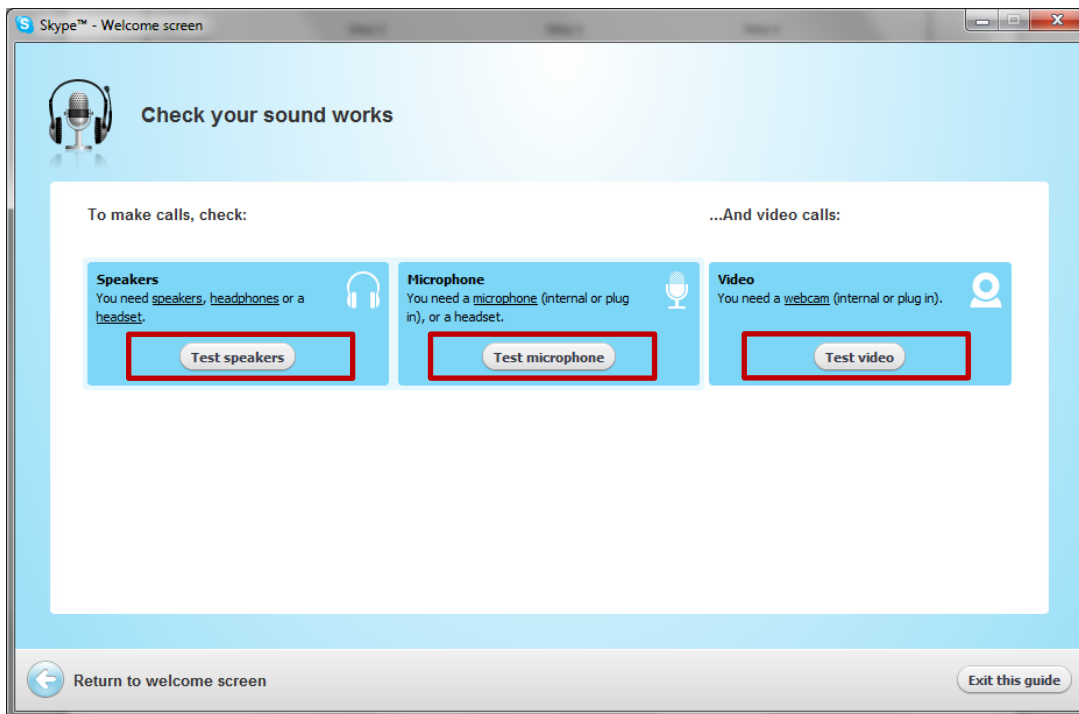 Skype™ - Welcome screen
Check your sound works
To make calls, check:
...And video calls:
Speakers
You need speakers, headphones or a
headset.
Test speakers
Microphone
You need a microphone (internal or plug
in), or a headset.
Test microphone
Video
You need a webcam (internal or plug in).
Test video
Return to welcome screen
Exit this guide